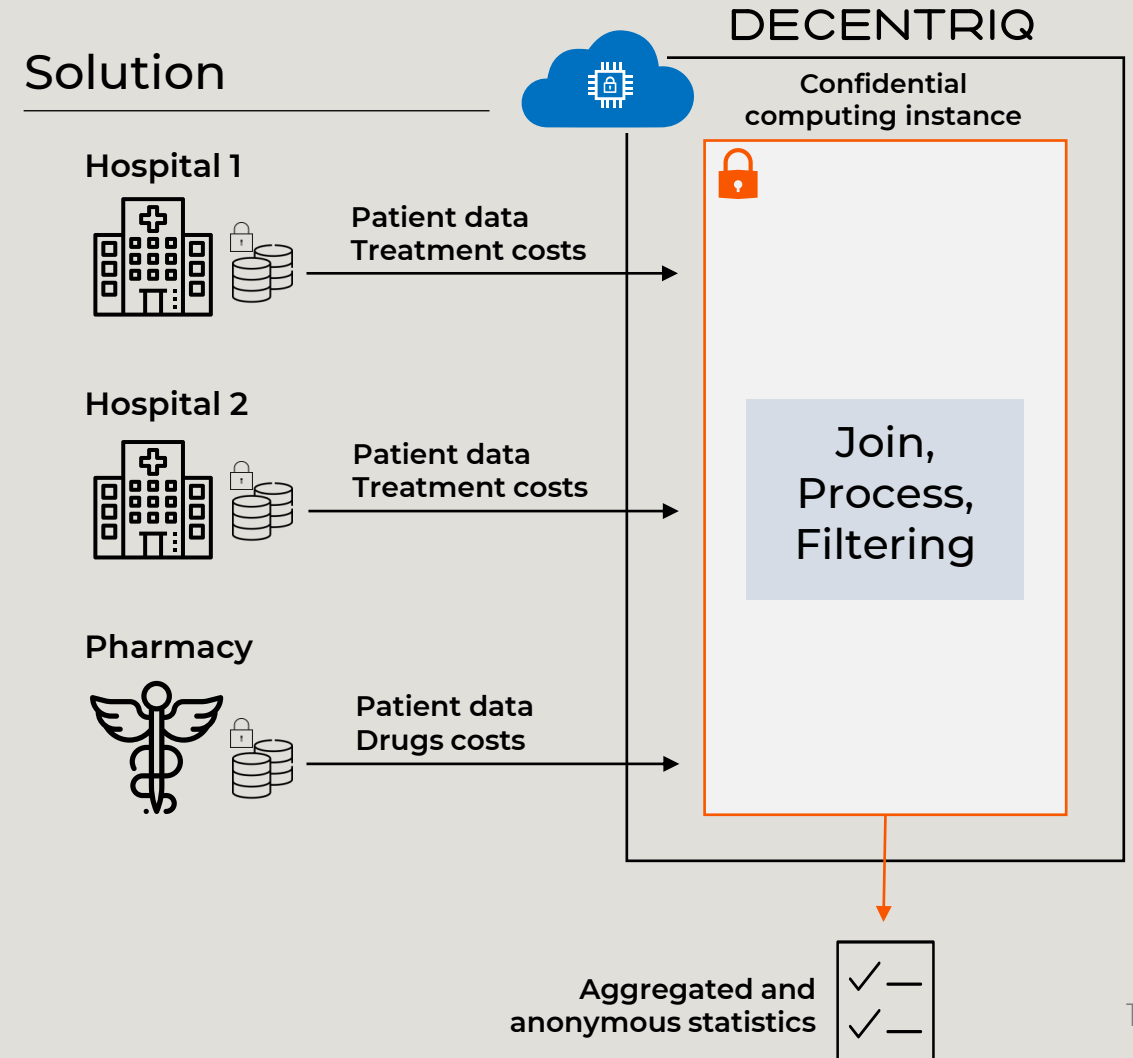 DECENTRIQ
Solution
Confidential
computing instance
Hospital 1
Patient data
Treatment costs
Hospital 2
Patient data
Treatment costs
Join,
Process,
Filtering
Pharmacy
Patient data
Drugs costs
Aggregated and
anonymous statistics